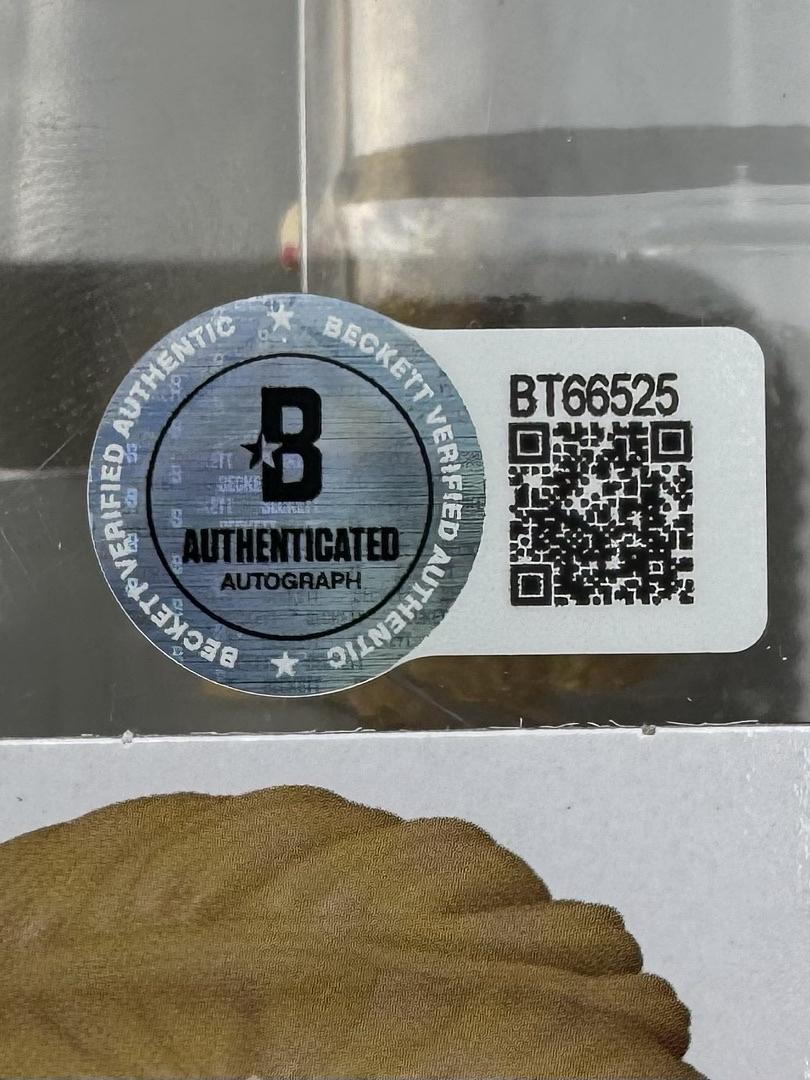 BECKETT VERIFIED AUTHENTIC
BECKETT VERIFIED AUTHENTIC
B
AUTHENTICATED
AUTOGRAPH
BT66525